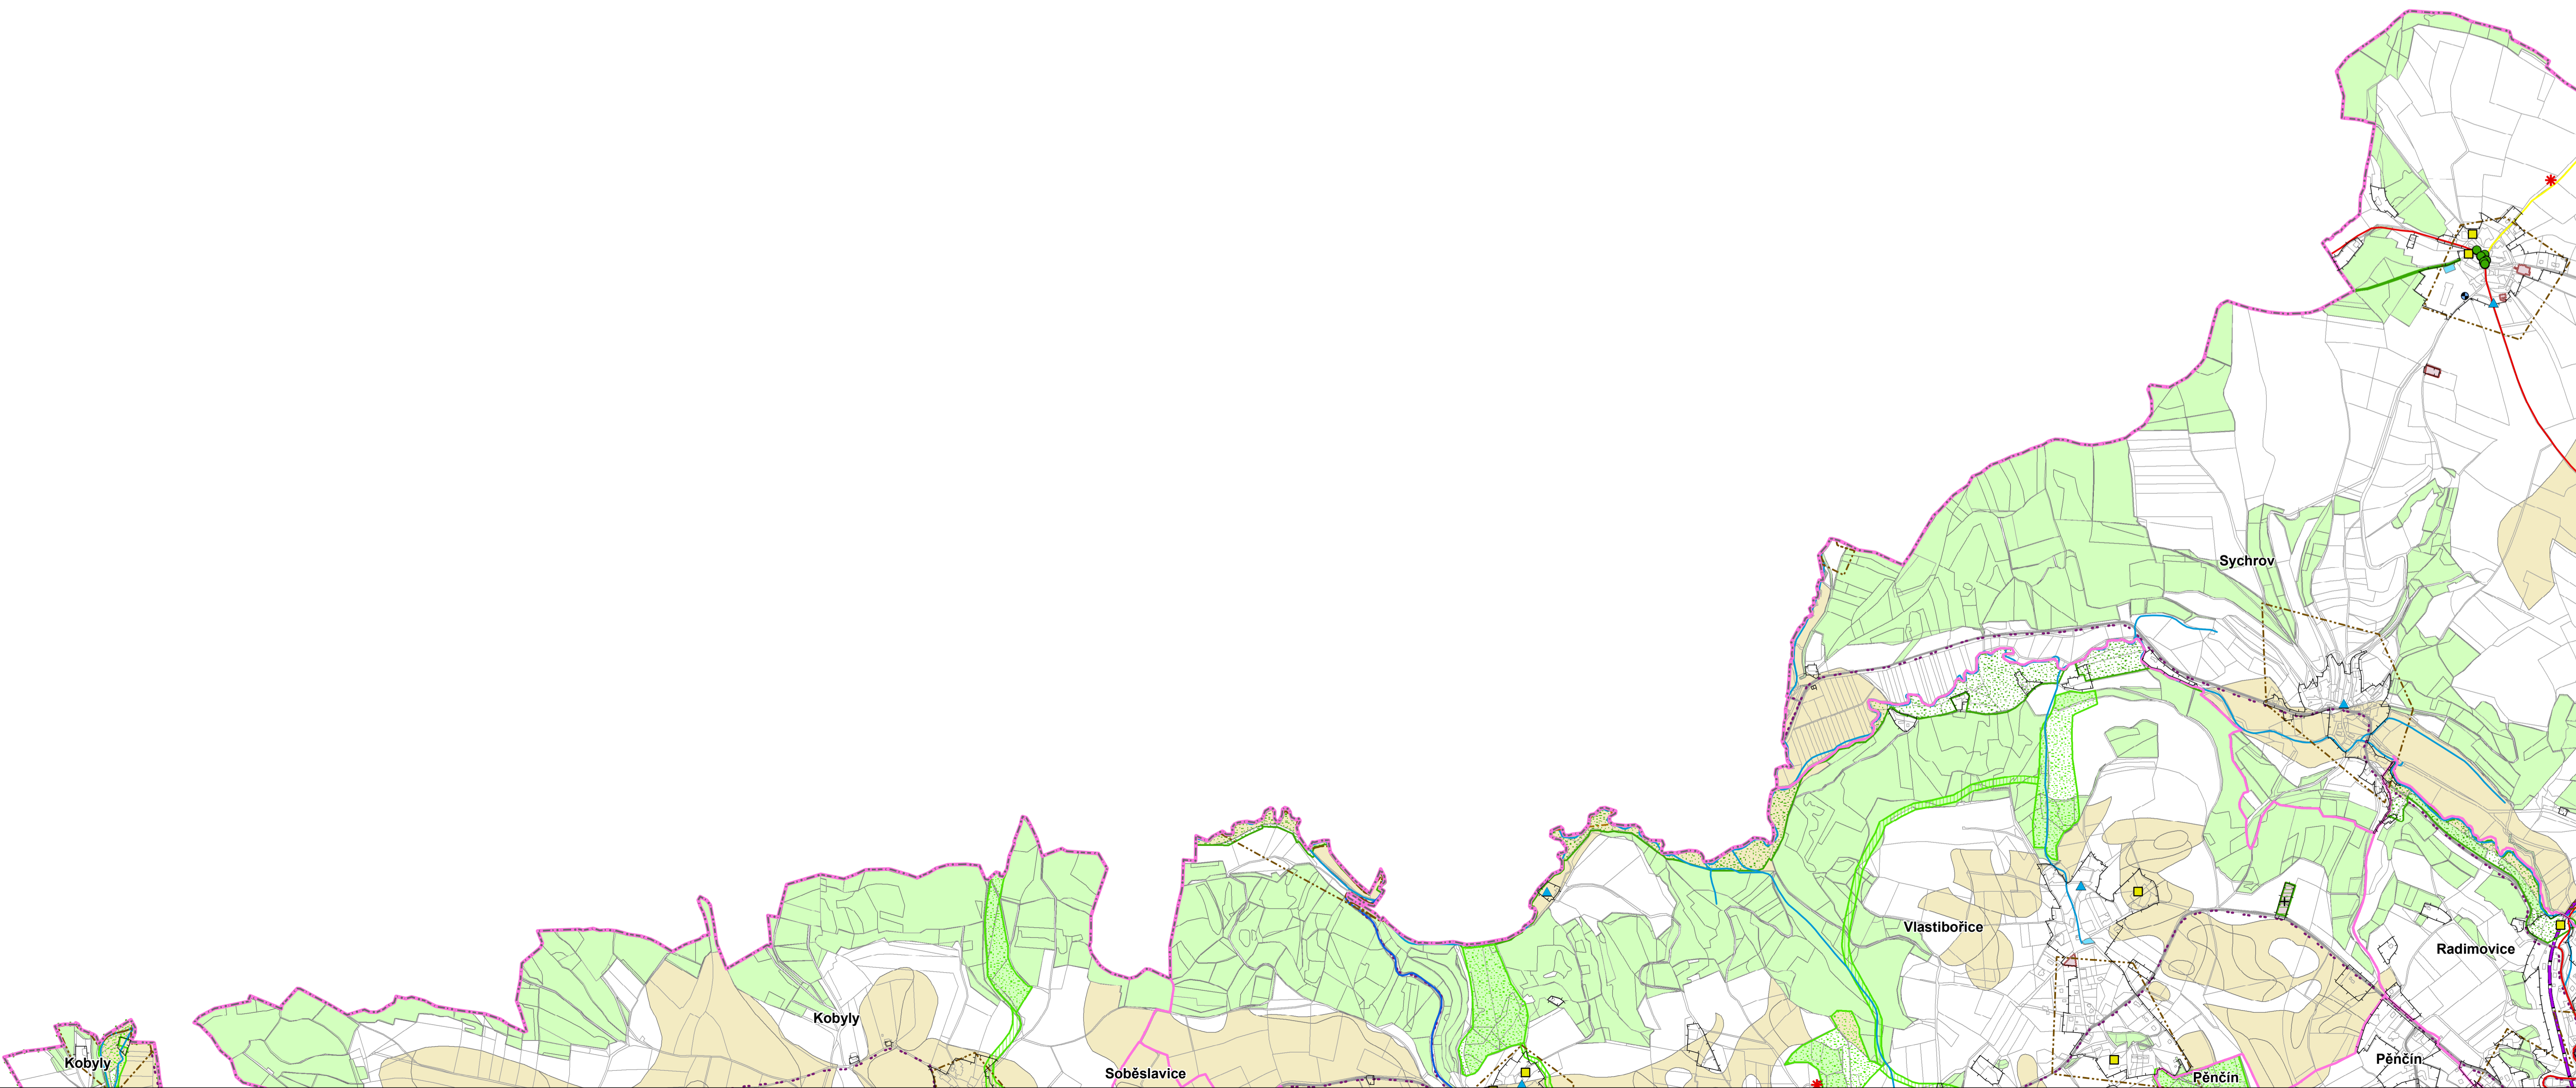 Sychrov
Vlastibořice
Radimovice
Kobyly
Pěnčín
Kobyly
Soběslavice
Pěnčín